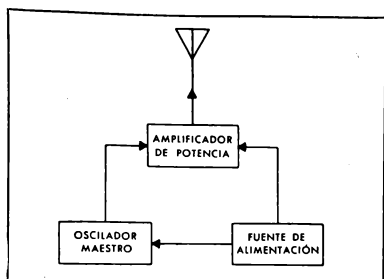 AMPLIFICADOR
DE POTENCIA
OSCILADOR
MAESTRO
FUENTE DE
ALIMENTACIÓN